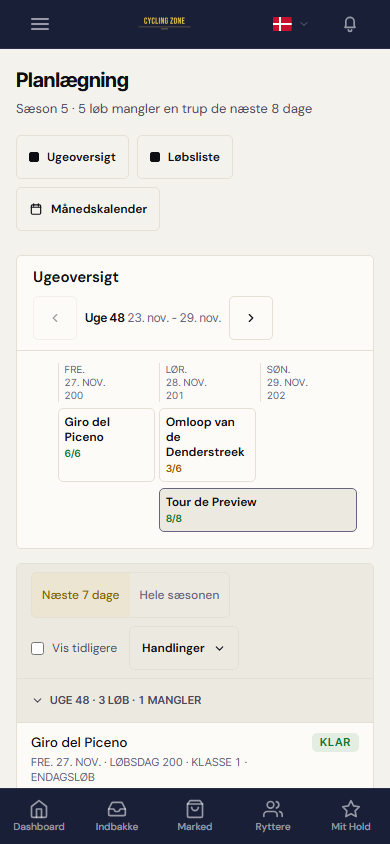 CYCLING ZONE
Planlægning
Sæson 5 · 5 løb mangler en trup de næste 8 dage
Ugeoversigt
Løbsliste
Månedskalender
Ugeoversigt
Uge 48 23. nov. - 29. nov.
FRE.
27. NOV.
200
LØR.
28. NOV.
201
SØN.
29. NOV.
202
Giro del
Piceno
6/6
Omloop van
de
Denderstreek
3/6
Tour de Preview
8/8
Næste 7 dage
Hele sæsonen
Vis tidligere
Handlinger
UGE 48 · 3 LØB · 1 MANGLER
Giro del Piceno
KLAR
FRE. 27. NOV. · LØBSDAG 200 · KLASSE 1 ·
ENDAGSLØB
Dashboard
Indbakke
Marked
Ryttere
Mit Hold